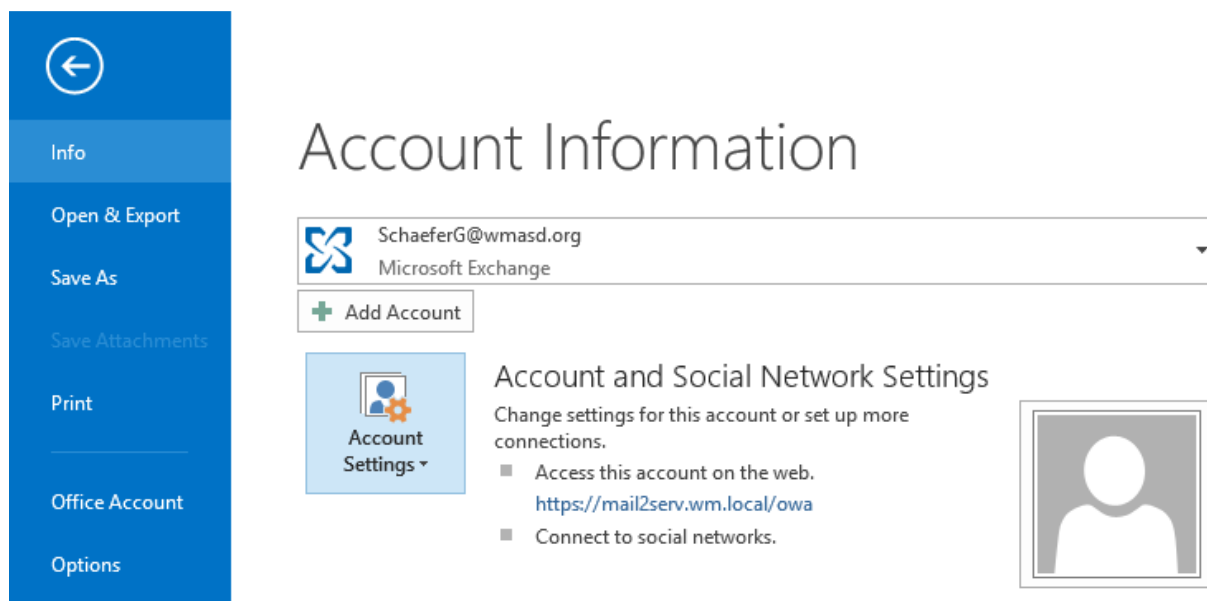 Info
Open & Export
Save As
Save Attachments
Print
Office Account
Options
Account Information
SchaeferG@wmasd.org
Microsoft Exchange
Add Account
Account
Settings
Account and Social Network Settings
Change settings for this account or set up more
connections.
Access this account on the web.
https://mail2serv.wm.local/owa
Connect to social networks.